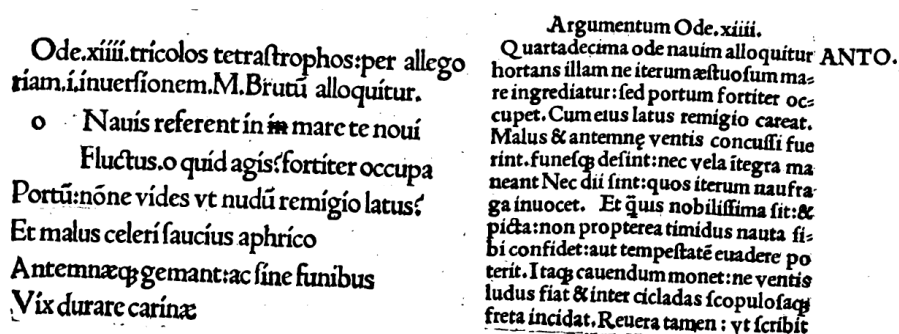 Ode.xiiii.tricolos tetraſtrophos:per allego
riam.i.inuerſionem.M.Brutū alloquitur.
o Nauis referent in in mare te noui
Fluctus.o quid agis?fortiter occupa
Portū:nōne vides vt nudū remigio latus?
Et malus celeri ſaucius aphrico
Antemnæqꝫ gemant:ac ſine funibus
Vix durare carinæ
Argumentum Ode.xiiii.
Quartadecima ode nauim alloquitur ANTO.
hortans illam ne iterum æſtuoſum ma⸗
re ingrediatur:ſed portum fortiter oc⸗
cupet. Cum eius latus remigio careat.
Malus & antemnę ventis concuſſi fue
rint.funeſqꝫ deſint:nec vela ītegra ma
neant Nec dii ſint:quos iterum naufra
ga inuocet. Et q̄uis nobiliſſima ſit:&
picta:non propterea timidus nauta ſi⸗
bi confidet:aut tempeſtatē euadere po
terit. Itaqꝫ cauendum monet:ne ventis
ludus fiat & inter cicladas ſcopuloſaqꝫ
freta incidat. Reuera tamen : vt ſcribit